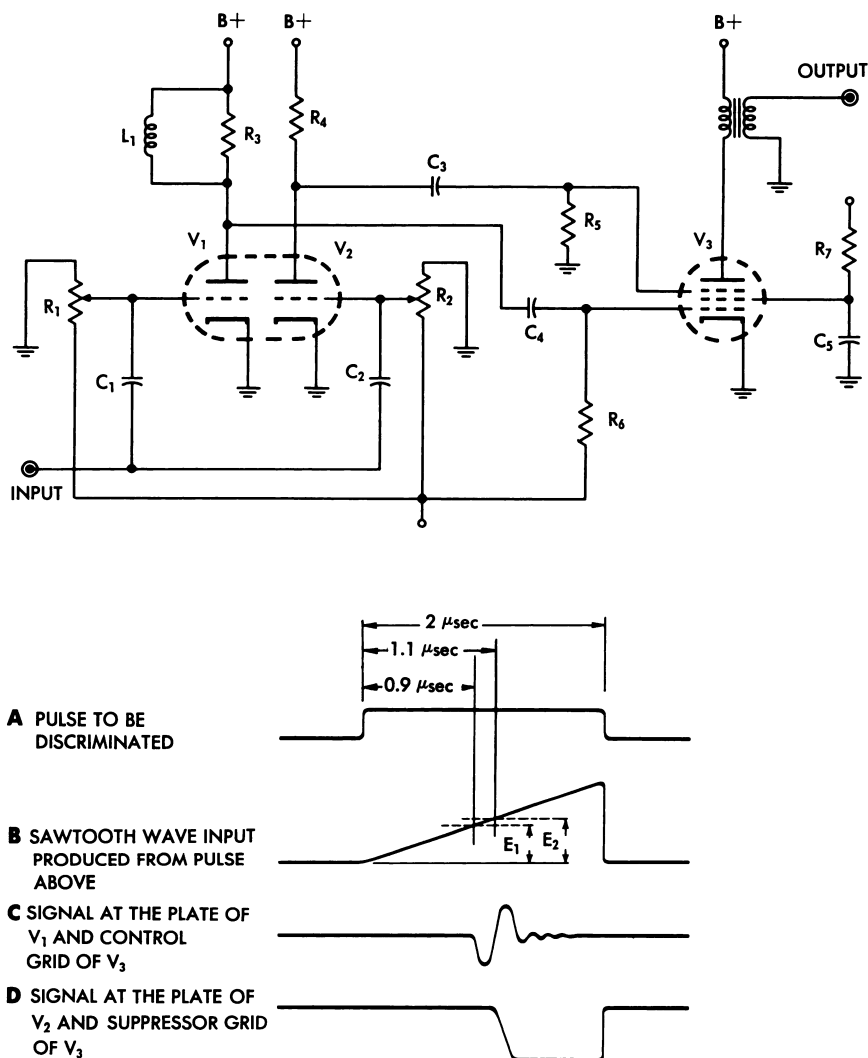 B+
B+
B+
OUTPUT
L1
R3
R4
C3
R5
R7
V1
V2
V3
R1
R2
C4
C5
C1
C2
R6
INPUT
2 μsec
1.1 μsec
0.9 μsec
A PULSE TO BE
DISCRIMINATED
B SAWTOOTH WAVE INPUT
PRODUCED FROM PULSE
ABOVE
E1
E2
C SIGNAL AT THE PLATE OF
V1 AND CONTROL
GRID OF V3
D SIGNAL AT THE PLATE OF
V2 AND SUPPRESSOR GRID
OF V3